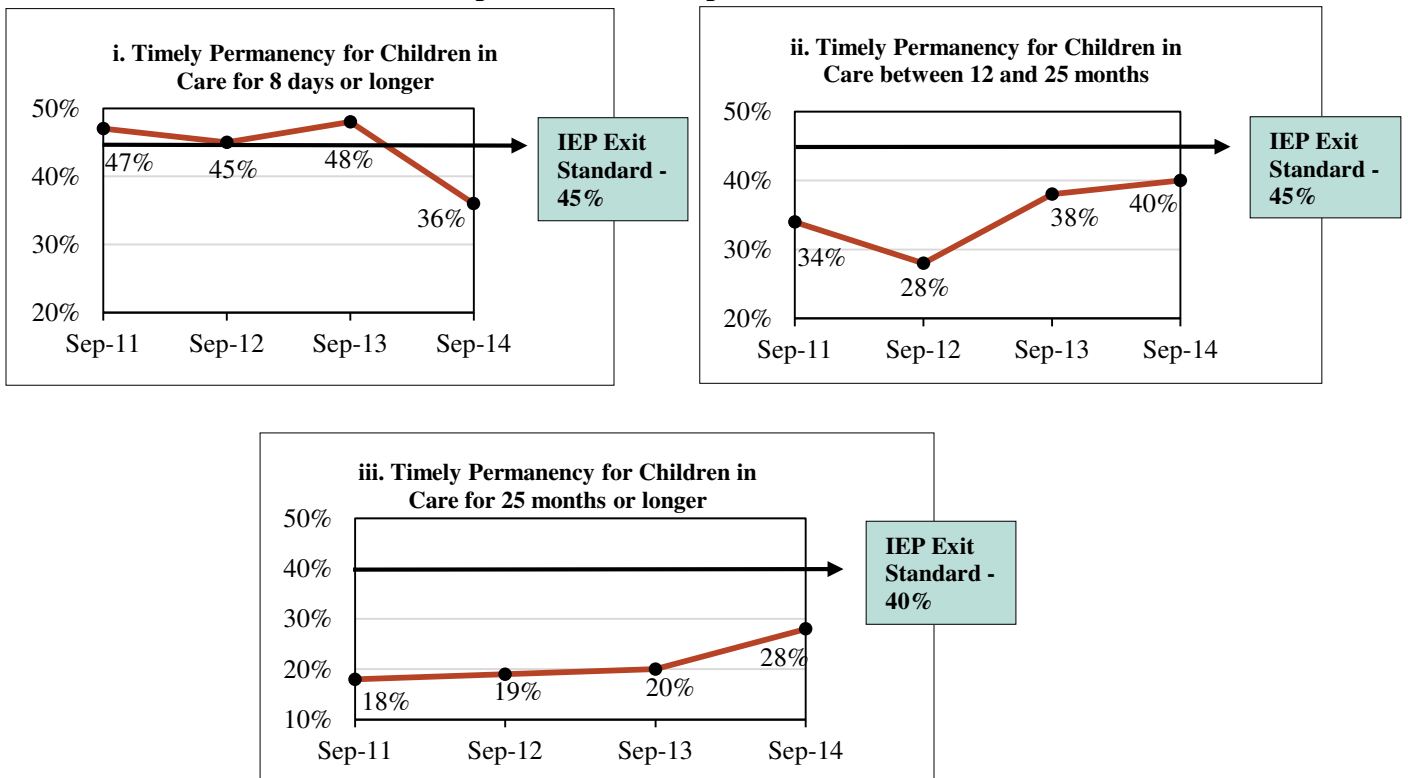 i. Timely Permanency for Children in
Care for 8 days or longer
50%
40%
30%
20%
47%
45%
48%
36%
Sep-11
Sep-12
Sep-13
Sep-14
IEP Exit
Standard -
45%
ii. Timely Permanency for Children in
Care between 12 and 25 months
50%
40%
30%
20%
34%
28%
38%
40%
Sep-11
Sep-12
Sep-13
Sep-14
IEP Exit
Standard -
45%
iii. Timely Permanency for Children in
Care for 25 months or longer
50%
40%
30%
20%
10%
18%
19%
20%
28%
Sep-11
Sep-12
Sep-13
Sep-14
IEP Exit
Standard -
40%